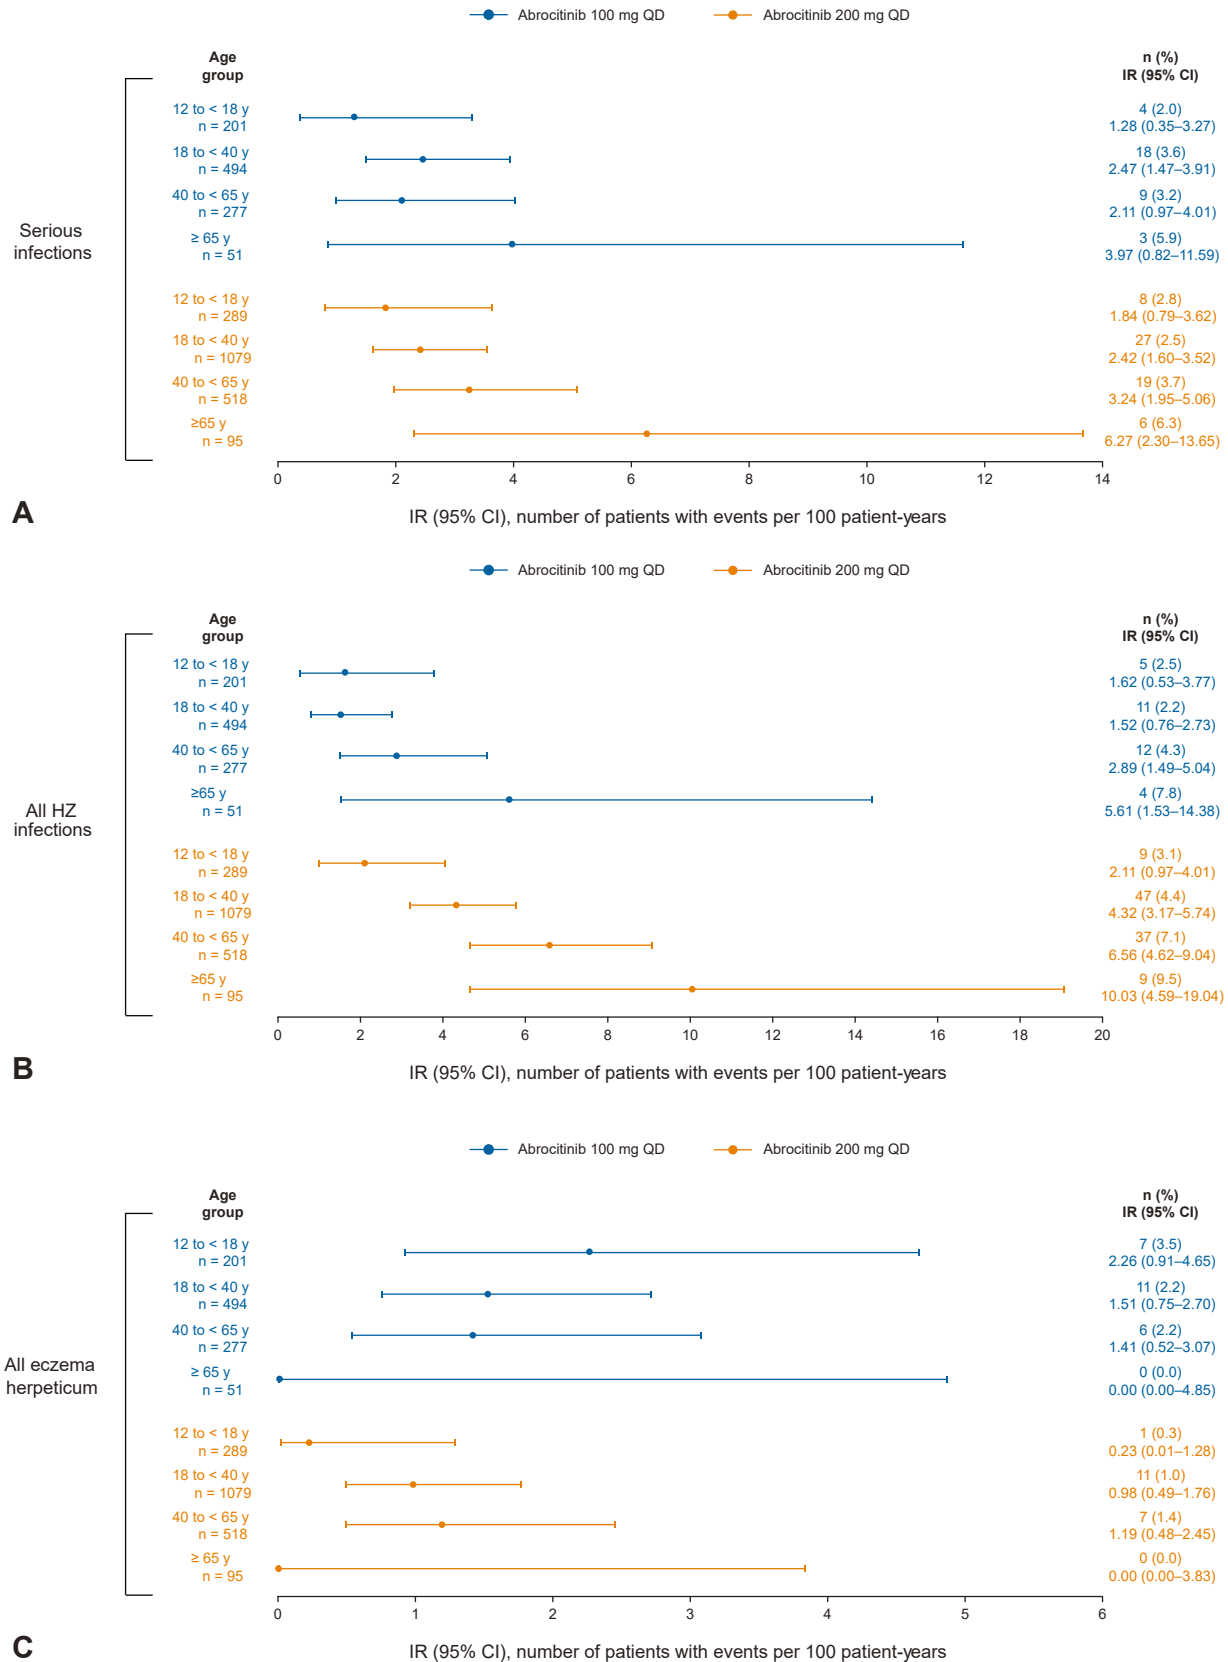 Abrocitinib 100 mg QD Abrocitinib 200 mg QD
Age
group
n (%)
IR (95% CI)
Serious
infections
12 to < 18 y
n = 201
4 (2.0)
1.28 (0.35–3.27)
18 to < 40 y
n = 494
18 (3.6)
2.47 (1.47–3.91)
40 to < 65 y
n = 277
9 (3.2)
2.11 (0.97–4.01)
≥ 65 y
n = 51
3 (5.9)
3.97 (0.82–11.59)
12 to < 18 y
n = 289
8 (2.8)
1.84 (0.79–3.62)
18 to < 40 y
n = 1079
27 (2.5)
2.42 (1.60–3.52)
40 to < 65 y
n = 518
19 (3.7)
3.24 (1.95–5.06)
≥65 y
n = 95
6 (6.3)
6.27 (2.30–13.65)
0 2 4 6 8 10 12 14
A
IR (95% CI), number of patients with events per 100 patient-years
Abrocitinib 100 mg QD Abrocitinib 200 mg QD
Age
group
n (%)
IR (95% CI)
All HZ
infections
12 to < 18 y
n = 201
5 (2.5)
1.62 (0.53–3.77)
18 to < 40 y
n = 494
11 (2.2)
1.52 (0.76–2.73)
40 to < 65 y
n = 277
12 (4.3)
2.89 (1.49–5.04)
≥65 y
n = 51
4 (7.8)
5.61 (1.53–14.38)
12 to < 18 y
n = 289
9 (3.1)
2.11 (0.97–4.01)
18 to < 40 y
n = 1079
47 (4.4)
4.32 (3.17–5.74)
40 to < 65 y
n = 518
37 (7.1)
6.56 (4.62–9.04)
≥65 y
n = 95
9 (9.5)
10.03 (4.59–19.04)
0 2 4 6 8 10 12 14 16 18 20
B
IR (95% CI), number of patients with events per 100 patient-years
Abrocitinib 100 mg QD Abrocitinib 200 mg QD
Age
group
n (%)
IR (95% CI)
All eczema
herpeticum
12 to < 18 y
n = 201
7 (3.5)
2.26 (0.91–4.65)
18 to < 40 y
n = 494
11 (2.2)
1.51 (0.75–2.70)
40 to < 65 y
n = 277
6 (2.2)
1.41 (0.52–3.07)
≥ 65 y
n = 51
0 (0.0)
0.00 (0.00–4.85)
12 to < 18 y
n = 289
1 (0.3)
0.23 (0.01–1.28)
18 to < 40 y
n = 1079
11 (1.0)
0.98 (0.49–1.76)
40 to < 65 y
n = 518
7 (1.4)
1.19 (0.48–2.45)
≥ 65 y
n = 95
0 (0.0)
0.00 (0.00–3.83)
0 1 2 3 4 5 6
C
IR (95% CI), number of patients with events per 100 patient-years